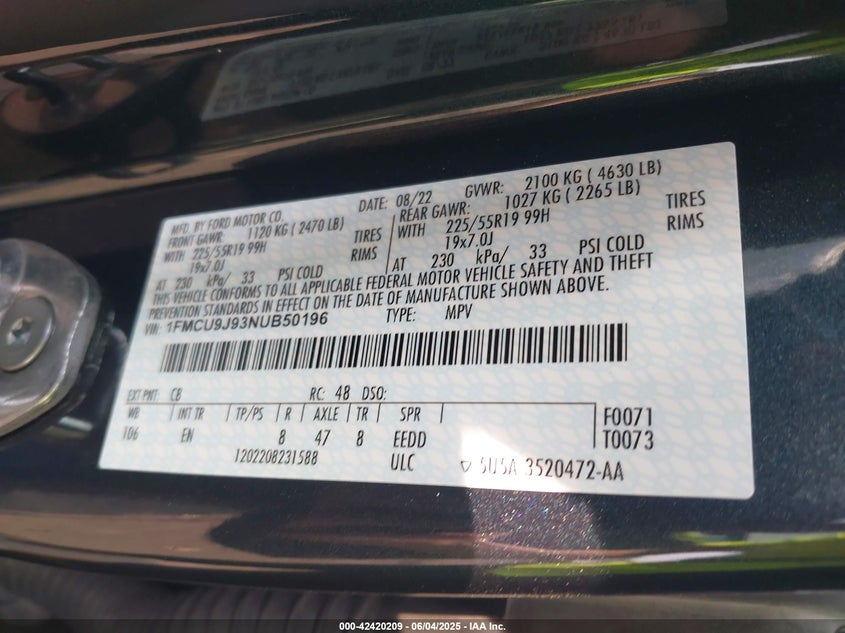 MFD. BY FORD MOTOR CO.
DATE: 08/22 GVWR: 2100 KG ( 4630 LB)
FRONT GAWR: 1120 KG ( 2470 LB) REAR GAWR: 1027 KG ( 2265 LB)
WITH 225/55R19 99H TIRES WITH 225/55R19 99H TIRES
19x7.0J RIMS 19x7.0J RIMS
AT 230 kPa/ 33 PSI COLD AT 230 kPa/ 33 PSI COLD
THIS VEHICLE CONFORMS TO ALL APPLICABLE FEDERAL MOTOR VEHICLE SAFETY AND THEFT
PREVENTION STANDARDS IN EFFECT ON THE DATE OF MANUFACTURE SHOWN ABOVE.
VIN: 1FMCU9J93NUB50196 TYPE: MPV
EXT PNT: C8 RC: 48 DSO:
WB INT TR TP/PS R AXLE TR SPR F0071
106 EN 8 47 8 EEDD T0073
1202208231588 ULC 5U5A 3520472-AA
000-42420209 - 06/04/2025 - IAA Inc.